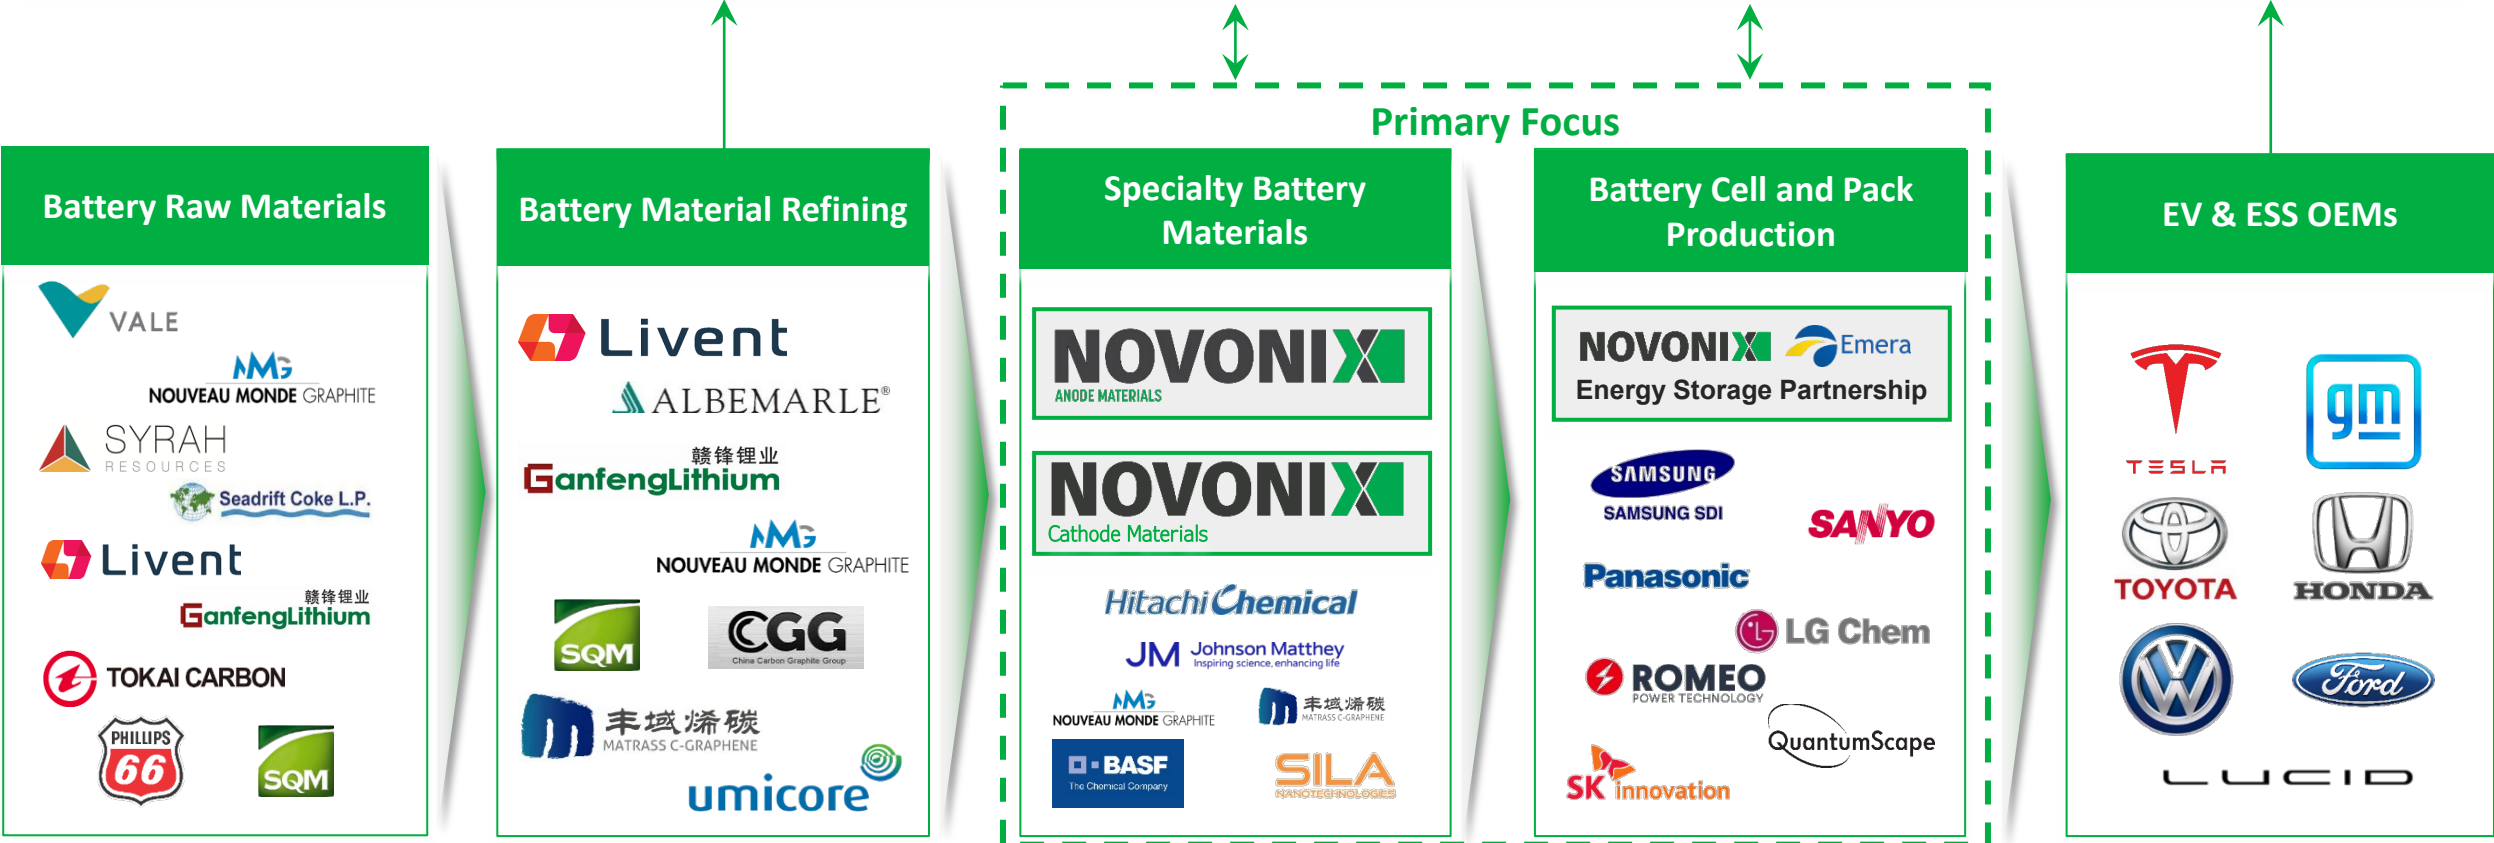 Primary Focus
Battery Raw Materials
VALE
NMG
NOUVEAU MONDE GRAPHITE
SYRAH
RESOURCES
Seadrift Coke L.P.
Livent
赣锋锂业
GanfengLithium
TOKAI CARBON
PHILLIPS
66
SQM
Battery Material Refining
Livent
ALBEMARLE®
赣锋锂业
GanfengLithium
NMG
NOUVEAU MONDE GRAPHITE
SQM
CGG
China Carbon Graphite Group
丰域烯碳
MATRASS C-GRAPHENE
umicore
Specialty Battery
Materials
NOVONIX
ANODE MATERIALS
NOVONIX
Cathode Materials
Hitachi Chemical
JM Johnson Matthey
Inspiring science, enhancing life
NMG
NOUVEAU MONDE GRAPHITE
丰域烯碳
MATRASS C-GRAPHENE
BASF
The Chemical Company
SILA
NANOTECHNOLOGIES
Battery Cell and Pack
Production
NOVONIX Emera
Energy Storage Partnership
SAMSUNG
SAMSUNG SDI
SANYO
Panasonic
LG Chem
ROMEO
POWER TECHNOLOGY
QuantumScape
SK innovation
EV & ESS OEMs
TESLA
gm
TOYOTA
HONDA
VW
Ford
LUCID